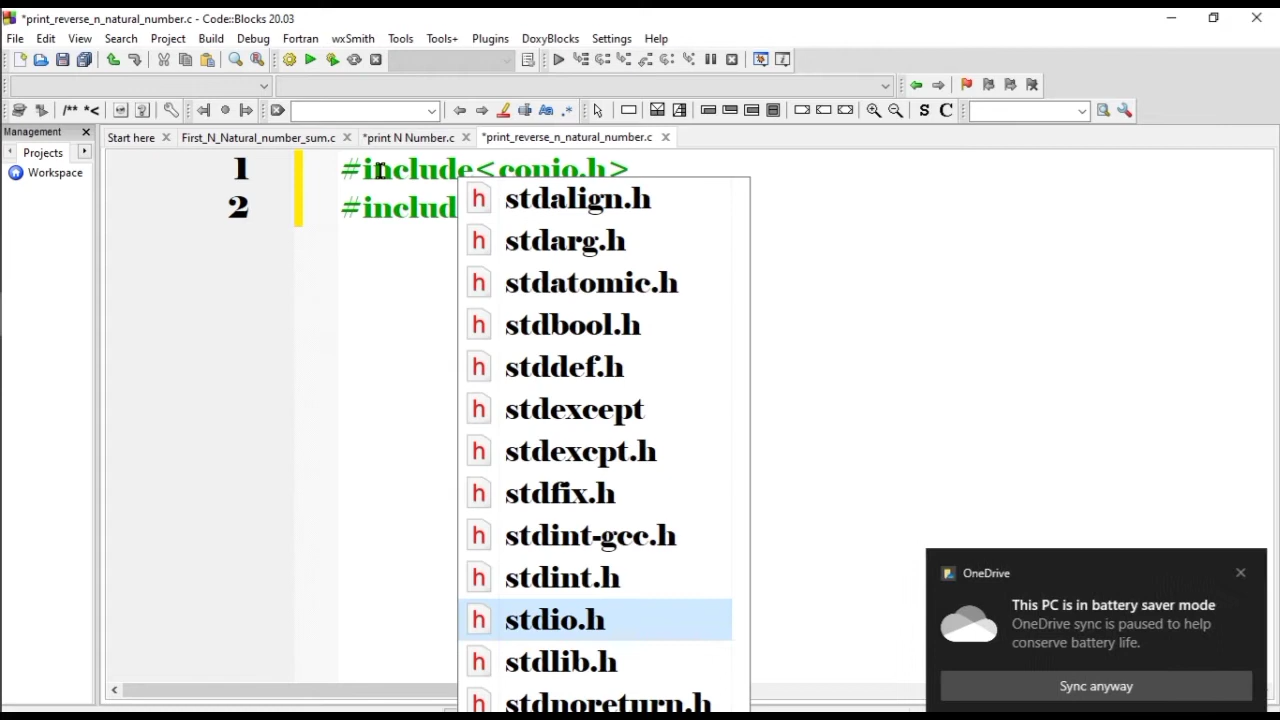 *print_reverse_n_natural_number.c - Code::Blocks 20.03
File Edit View Search Project Build Debug Fortran wxSmith Tools Tools+ Plugins DoxyBlocks Settings Help
/** *< Aa .* S C
Management
Start here First_N_Natural_number_sum.c *print N Number.c *print_reverse_n_natural_number.c
Projects
Workspace
1 #include<conio.h>
2 #includ
h stdalign.h
h stdarg.h
h stdatomic.h
h stdbool.h
h stddef.h
h stdexcept
h stdexcpt.h
h stdfix.h
h stdint-gcc.h
h stdint.h
h stdio.h
h stdlib.h
h stdnoreturn.h
OneDrive
This PC is in battery saver mode
OneDrive sync is paused to help
conserve battery life.
Sync anyway